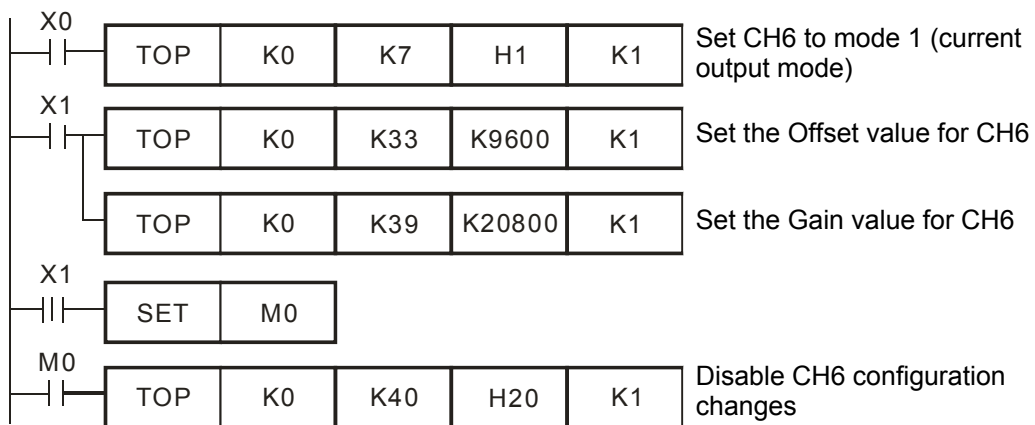 X0
TOP K0 K7 H1 K1 Set CH6 to mode 1 (current
output mode)
X1
TOP K0 K33 K9600 K1 Set the Offset value for CH6
TOP K0 K39 K20800 K1 Set the Gain value for CH6
X1
SET M0
M0
TOP K0 K40 H20 K1 Disable CH6 configuration
changes